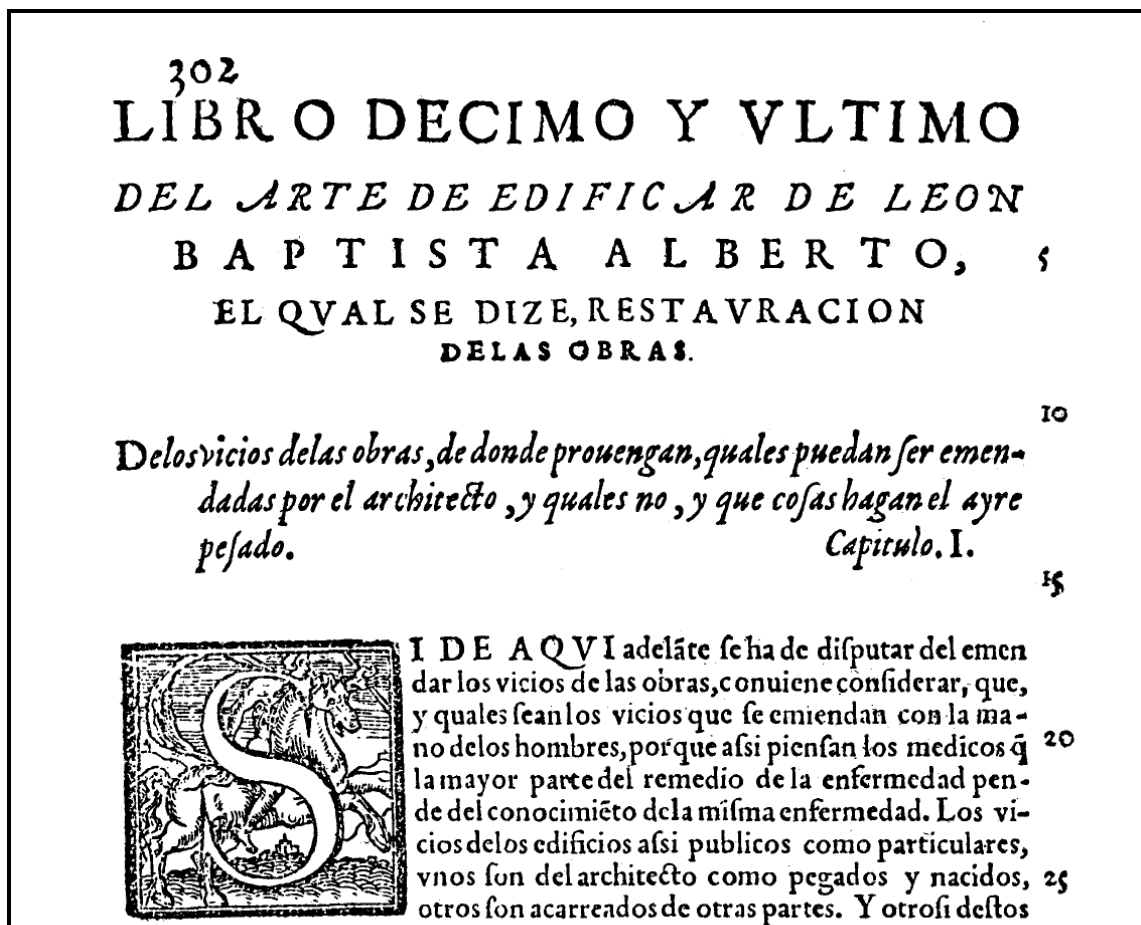 302
LIBRO DECIMO Y VLTIMO
DEL ARTE DE EDIFICAR DE LEON
BAPTISTA ALBERTO, 5
EL QVAL SE DIZE, RESTAVRACION
DELAS OBRAS.
10
Delos vicios delas obras, de donde prouengan, quales puedan ſer emen-
dadas por el architecto, y quales no, y que coſas hagan el ayre
peſado. Capitulo. I.
15
SI DE AQVI adelãte ſe ha de diſputar del emen
dar los vicios de las obras, conuiene conſiderar, que,
y quales ſean los vicios que ſe emiendan con la ma-
no delos hombres, porque aſsi pienſan los medicos q̃ 20
la mayor parte del remedio de la enfermedad pen-
de del conocimiẽto dela miſma enfermedad. Los vi-
cios delos edificios aſsi publicos como particulares,
vnos ſon del architecto como pegados y nacidos, 25
otros ſon acarreados de otras partes. Y otroſi deſtos